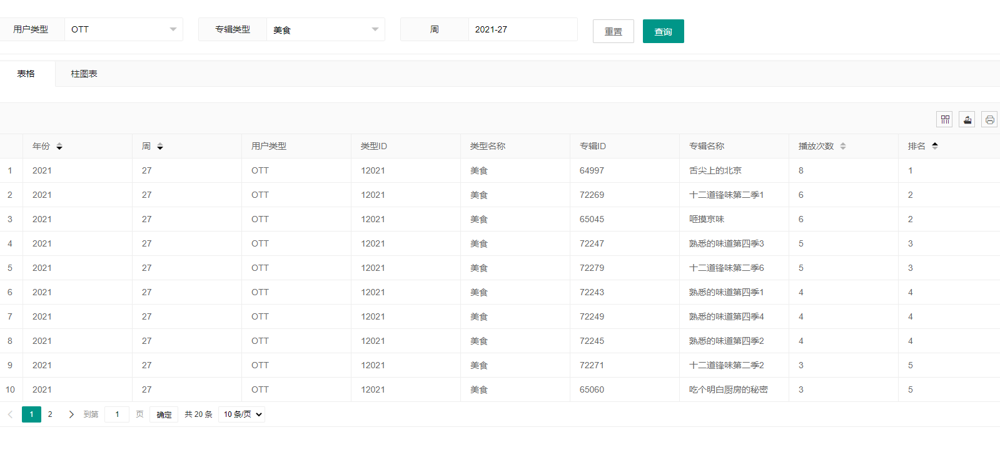 用户类型 OTT 专辑类型 美食 周 2021-27 重置 查询
表格 柱图表
年份 周 用户类型 类型ID 类型名称 专辑ID 专辑名称 播放次数 排名
1 2021 27 OTT 12021 美食 64997 舌尖上的北京 8 1
2 2021 27 OTT 12021 美食 72269 十二道锋味第二季1 6 2
3 2021 27 OTT 12021 美食 65045 咂摸京味 6 2
4 2021 27 OTT 12021 美食 72247 熟悉的味道第四季3 5 3
5 2021 27 OTT 12021 美食 72279 十二道锋味第二季6 5 3
6 2021 27 OTT 12021 美食 72243 熟悉的味道第四季1 4 4
7 2021 27 OTT 12021 美食 72249 熟悉的味道第四季4 4 4
8 2021 27 OTT 12021 美食 72245 熟悉的味道第四季2 4 4
9 2021 27 OTT 12021 美食 72271 十二道锋味第二季2 3 5
10 2021 27 OTT 12021 美食 65060 吃个明白厨房的秘密 3 5
1 2 到第 1 页 确定 共 20 条 10 条/页